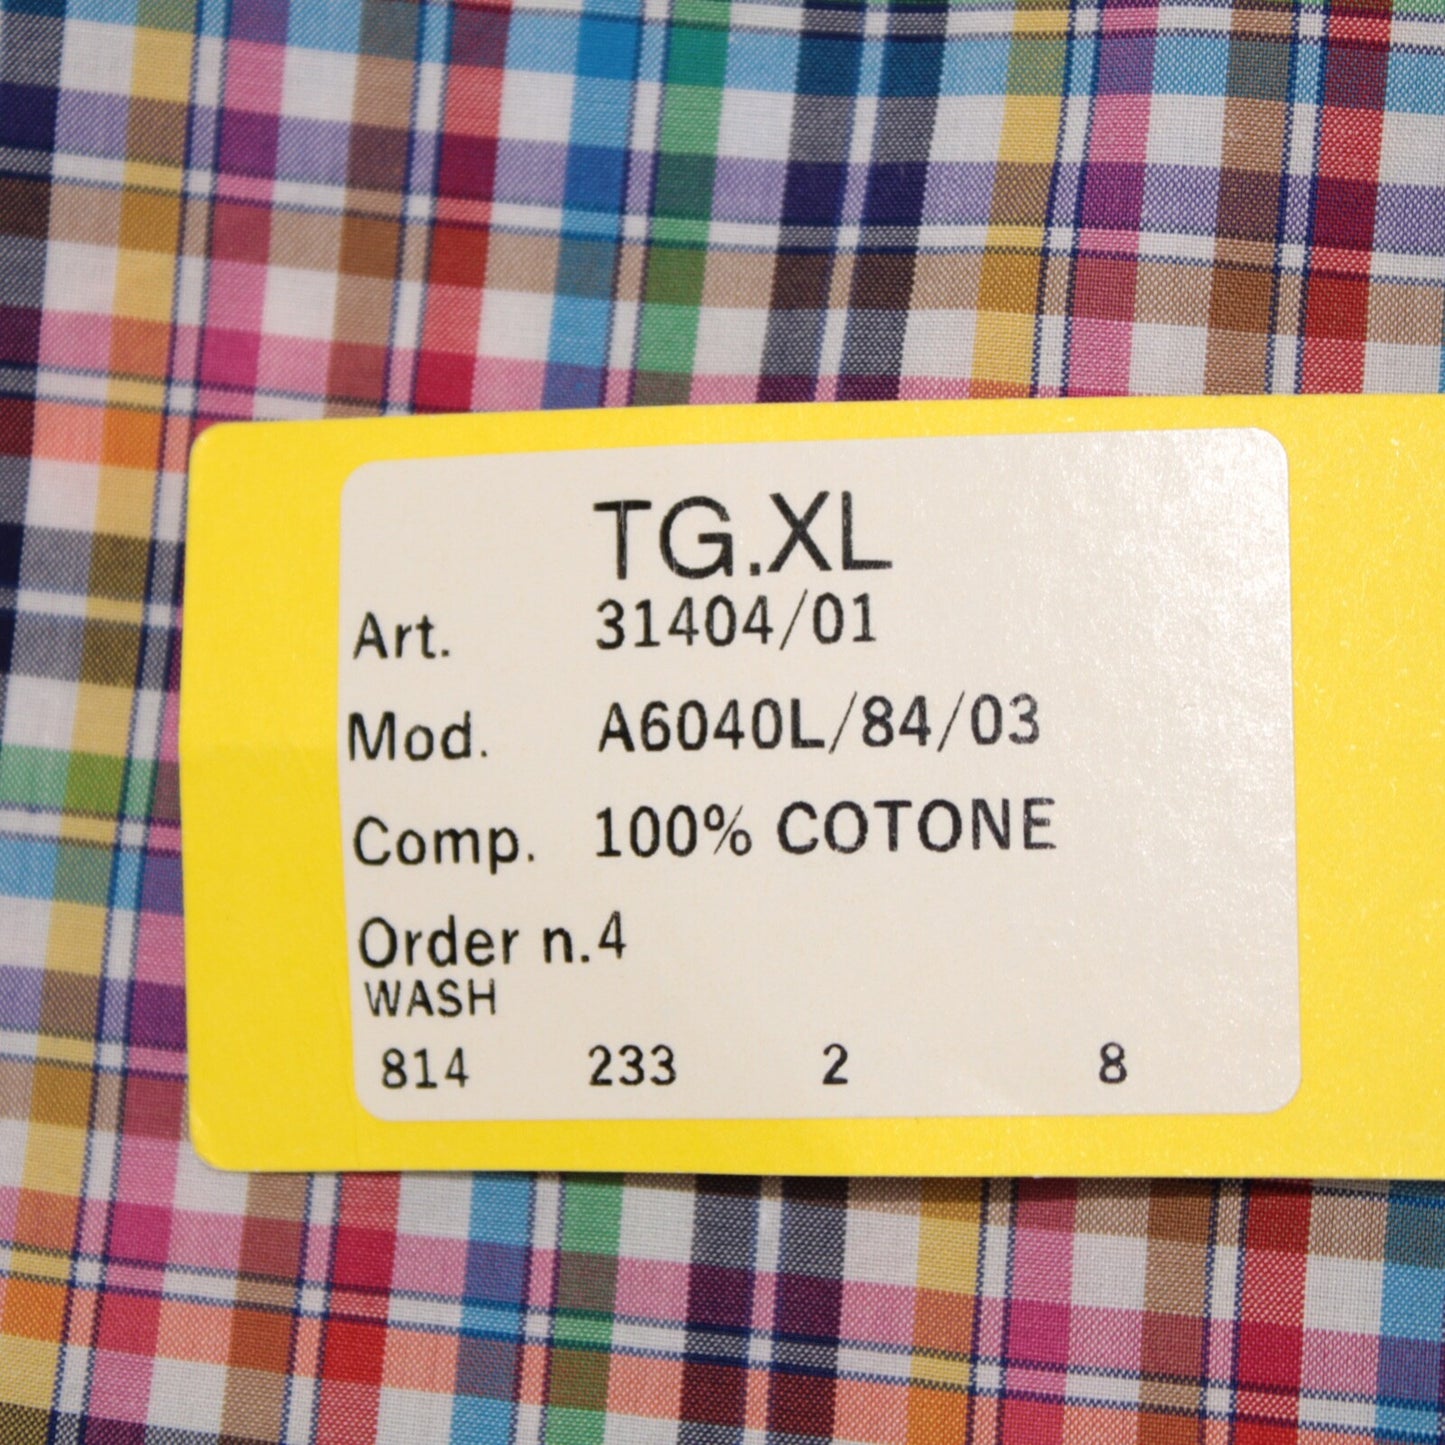 TG.XL
Art. 31404/01
Mod. A6040L/84/03
Comp. 100% COTONE
Order n.4
WASH
814 233 2 8